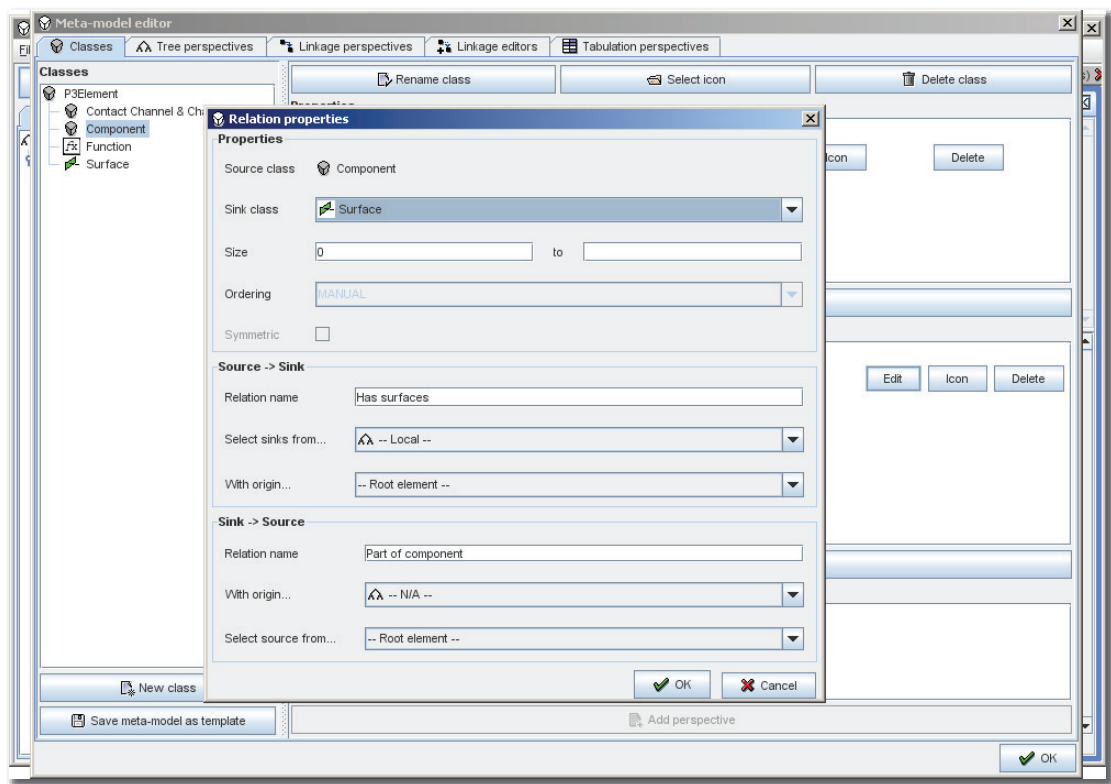 Meta-model editor
Classes
Tree perspectives
Linkage perspectives
Linkage editors
Tabulation perspectives
Classes
Rename class
Select icon
Delete class
P3Element
Contact Channel &
Component
Function
Surface
Icon
Delete
Relation properties
Properties
Source class
Component
Sink class
Surface
Size
0
to
Ordering
MANUAL
Symmetric
Source -> Sink
Relation name
Has surfaces
Select sinks from...
-- Local --
With origin...
-- Root element --
Sink -> Source
Relation name
Part of component
With origin...
-- N/A --
Select source from...
-- Root element --
OK
Cancel
Edit
Icon
Delete
New class
Save meta-model as template
Add perspective
OK